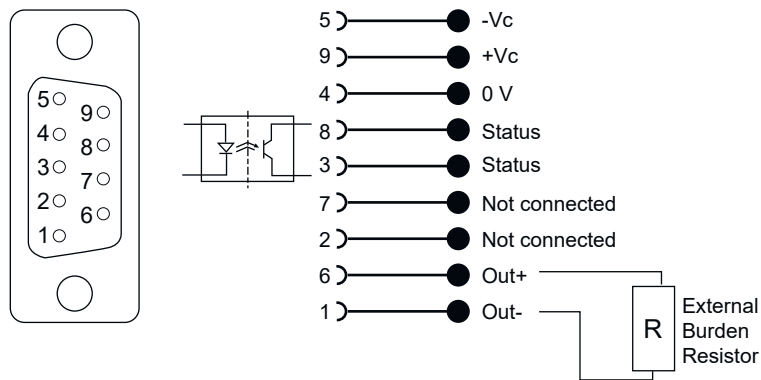 5
9
4
8
3
7
2
6
1
5 -Vc
9 +Vc
4 0 V
8 Status
3 Status
7 Not connected
2 Not connected
6 Out+
1 Out-
R
External
Burden
Resistor